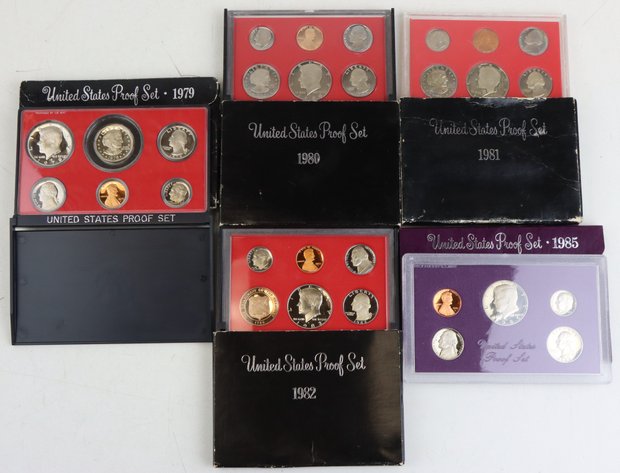 United States Proof Set · 1979
UNITED STATES PROOF SET
United States Proof Set
1980
United States Proof Set
1981
United States Proof Set
1982
United States Proof Set · 1985
United States
Proof Set